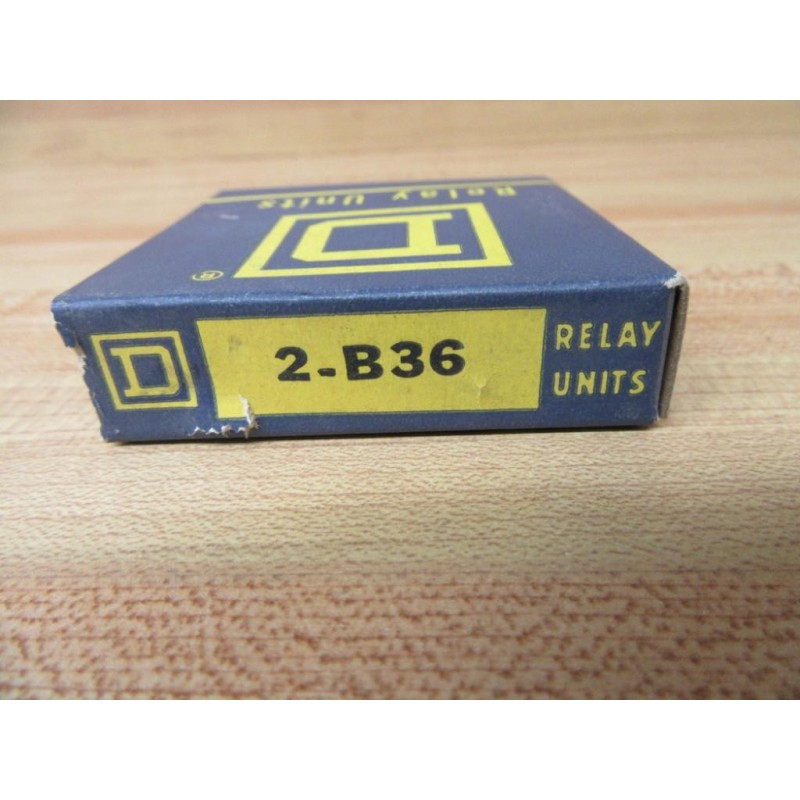 Relay Units
D
®
D
2-B36
RELAY
UNITS